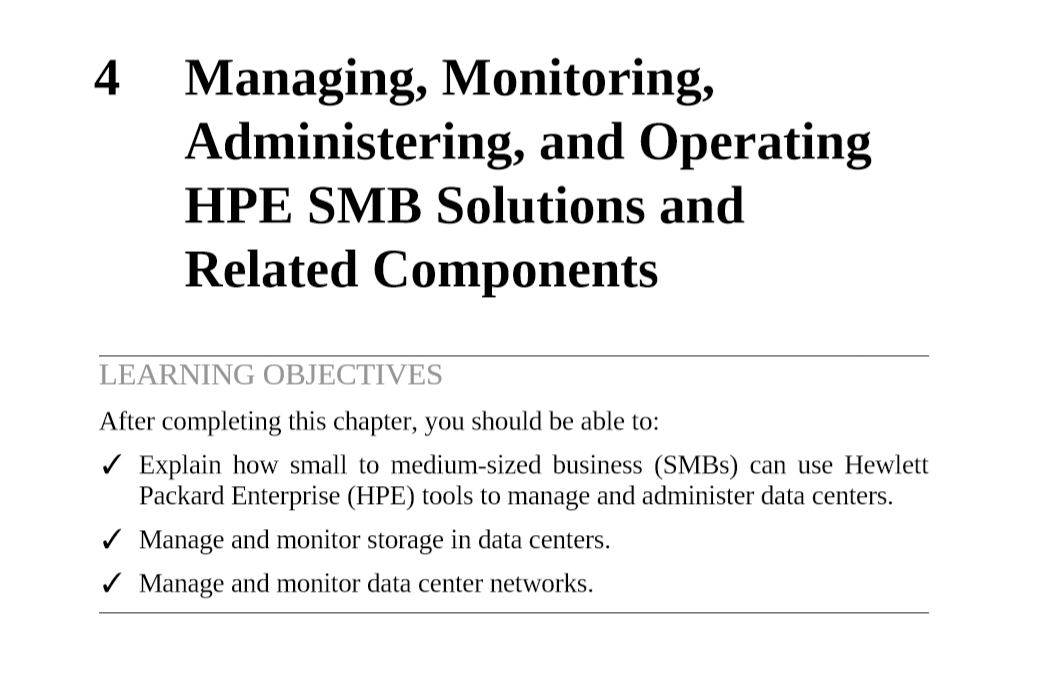 4 Managing, Monitoring,
Administering, and Operating
HPE SMB Solutions and
Related Components
LEARNING OBJECTIVES
After completing this chapter, you should be able to:
✓ Explain how small to medium-sized business (SMBs) can use Hewlett
Packard Enterprise (HPE) tools to manage and administer data centers.
✓ Manage and monitor storage in data centers.
✓ Manage and monitor data center networks.